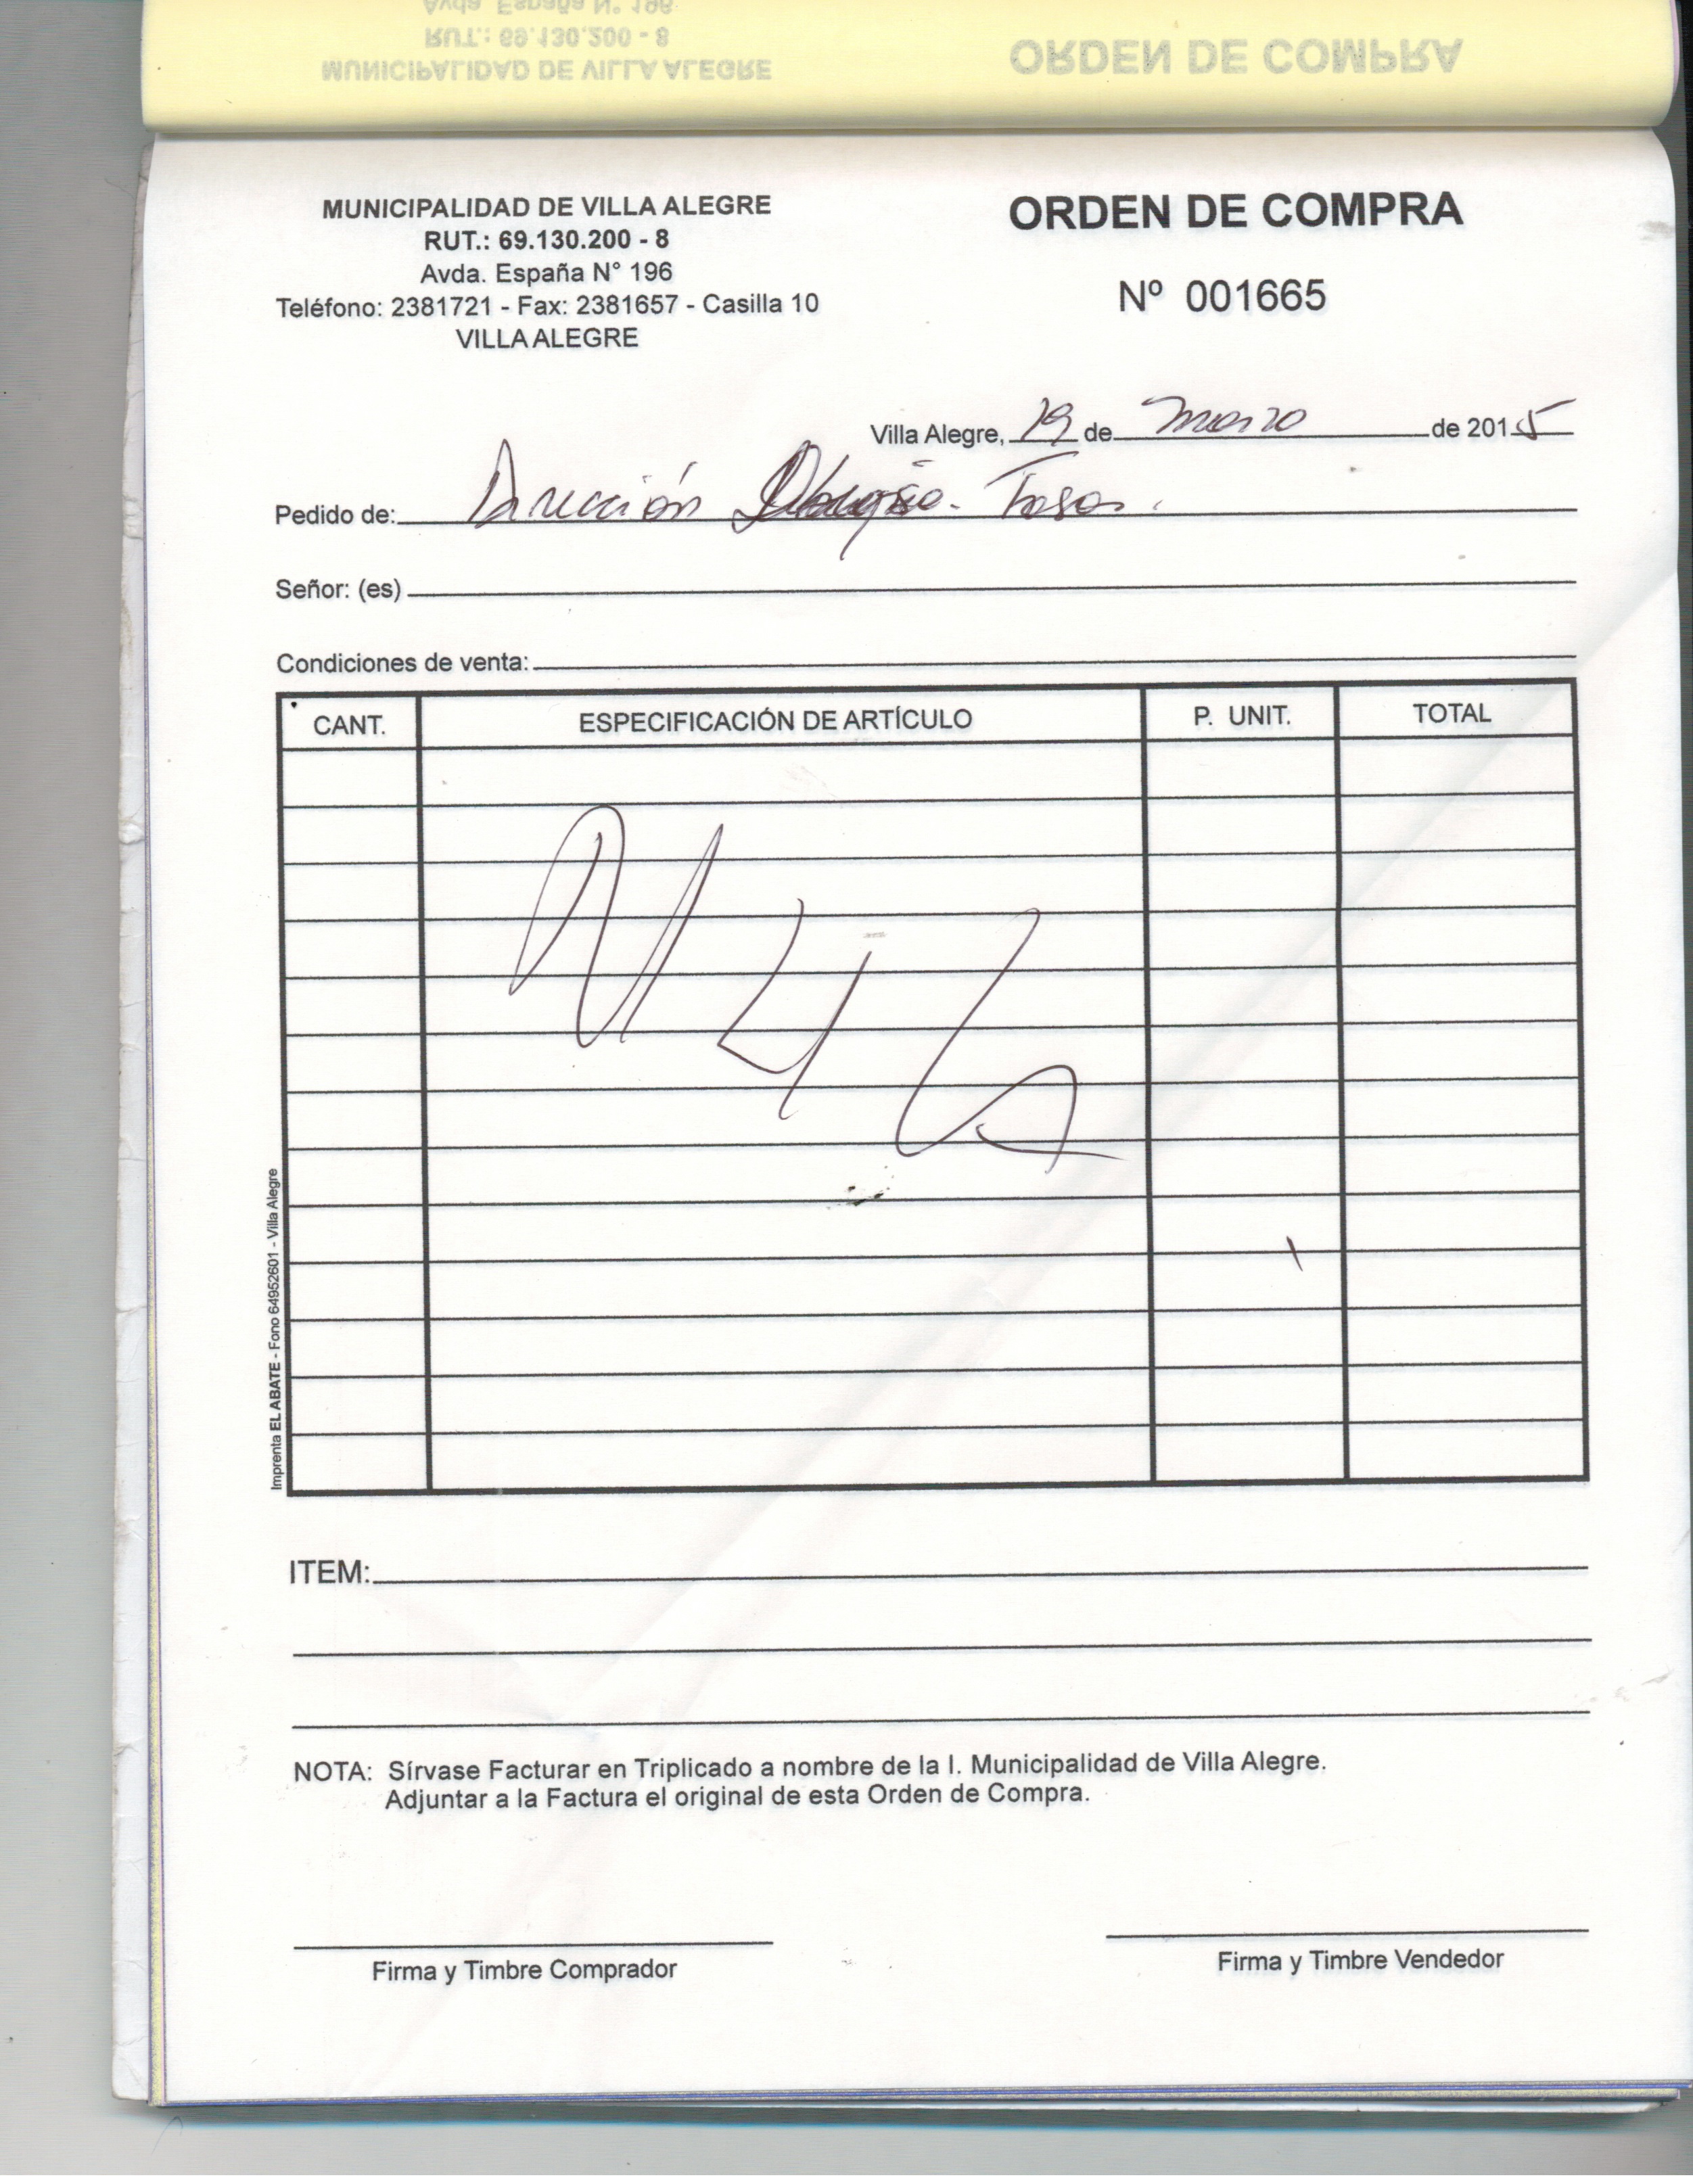 MUNICIPALIDAD DE VILLA ALEGRE
RUT.: 69.130.200 - 8
Avda. España N° 196
MUNICIPALIDAD DE VILLA ALEGRE
RUT.: 69.130.200 - 8
Avda. España N° 196
Teléfono: 2381721 - Fax: 2381657 - Casilla 10
VILLA ALEGRE
ORDEN DE COMPRA
ORDEN DE COMPRA
Nº 001665
Villa Alegre, 19 de Marzo de 2015
Pedido de: Dirección
Señor: (es)
Condiciones de venta:
CANT. ESPECIFICACIÓN DE ARTÍCULO P. UNIT. TOTAL
Imprenta EL ABATE - Fono 64952601 - Villa Alegre
ITEM:
NOTA: Sírvase Facturar en Triplicado a nombre de la I. Municipalidad de Villa Alegre.
Adjuntar a la Factura el original de esta Orden de Compra.
Firma y Timbre Comprador
Firma y Timbre Vendedor